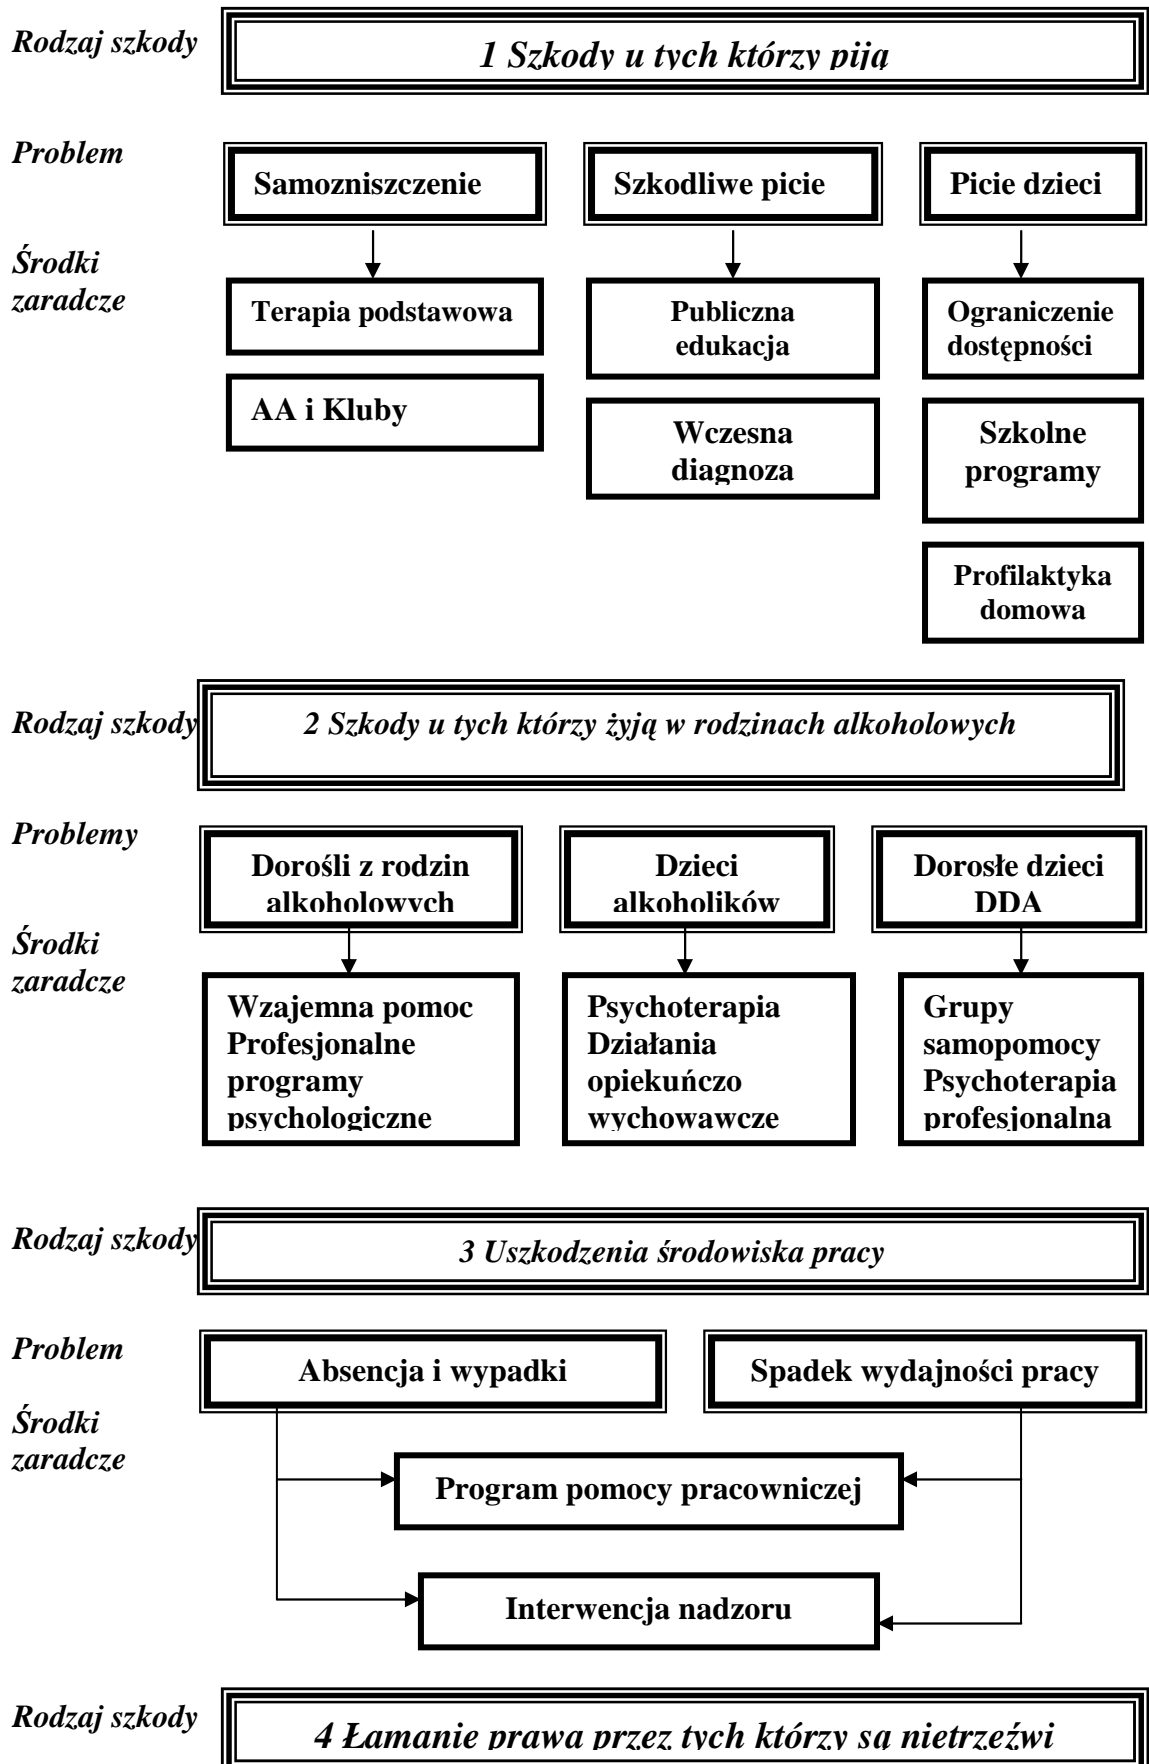 Rodzaj szkody
1 Szkody u tych którzy piją
Problem
Samozniszczenie
Szkodliwe picie
Picie dzieci
Środki
zaradcze
Terapia podstawowa
Publiczna
edukacja
Ograniczenie
dostępności
AA i Kluby
Wczesna
diagnoza
Szkolne
programy
Profilaktyka
domowa
Rodzaj szkody
2 Szkody u tych którzy żyją w rodzinach alkoholowych
Problemy
Dorośli z rodzin
alkoholowych
Dzieci
alkoholików
Dorosłe dzieci
DDA
Środki
zaradcze
Wzajemna pomoc
Profesjonalne
programy
psychologiczne
Psychoterapia
Działania
opiekuńczo
wychowawcze
Grupy
samopomocy
Psychoterapia
profesjonalna
Rodzaj szkody
3 Uszkodzenia środowiska pracy
Problem
Absencja i wypadki
Spadek wydajności pracy
Środki
zaradcze
Program pomocy pracowniczej
Interwencja nadzoru
Rodzaj szkody
4 Łamanie prawa przez tych którzy są nietrzeźwi